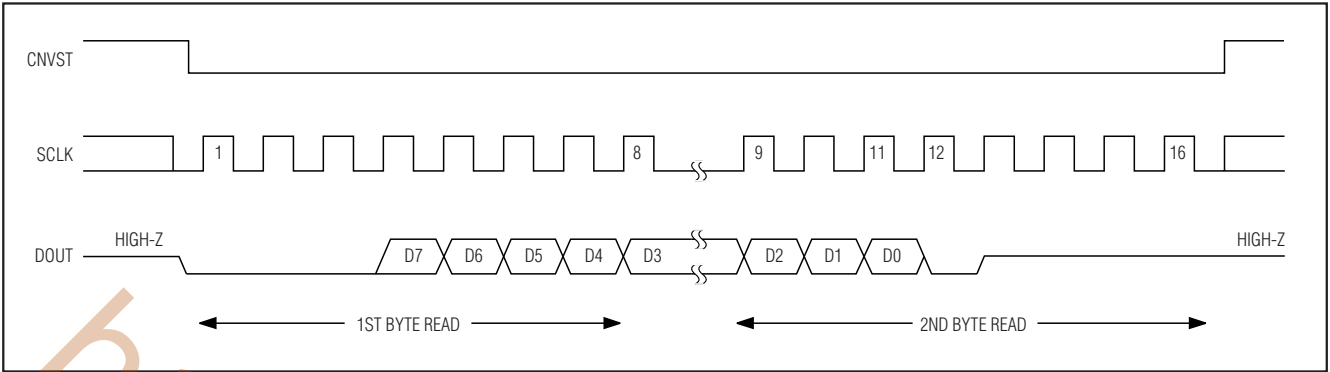 CNVST
SCLK 1 8 9 11 12 16
HIGH-Z HIGH-Z
DOUT D7 D6 D5 D4 D3 D2 D1 D0
1ST BYTE READ 2ND BYTE READ